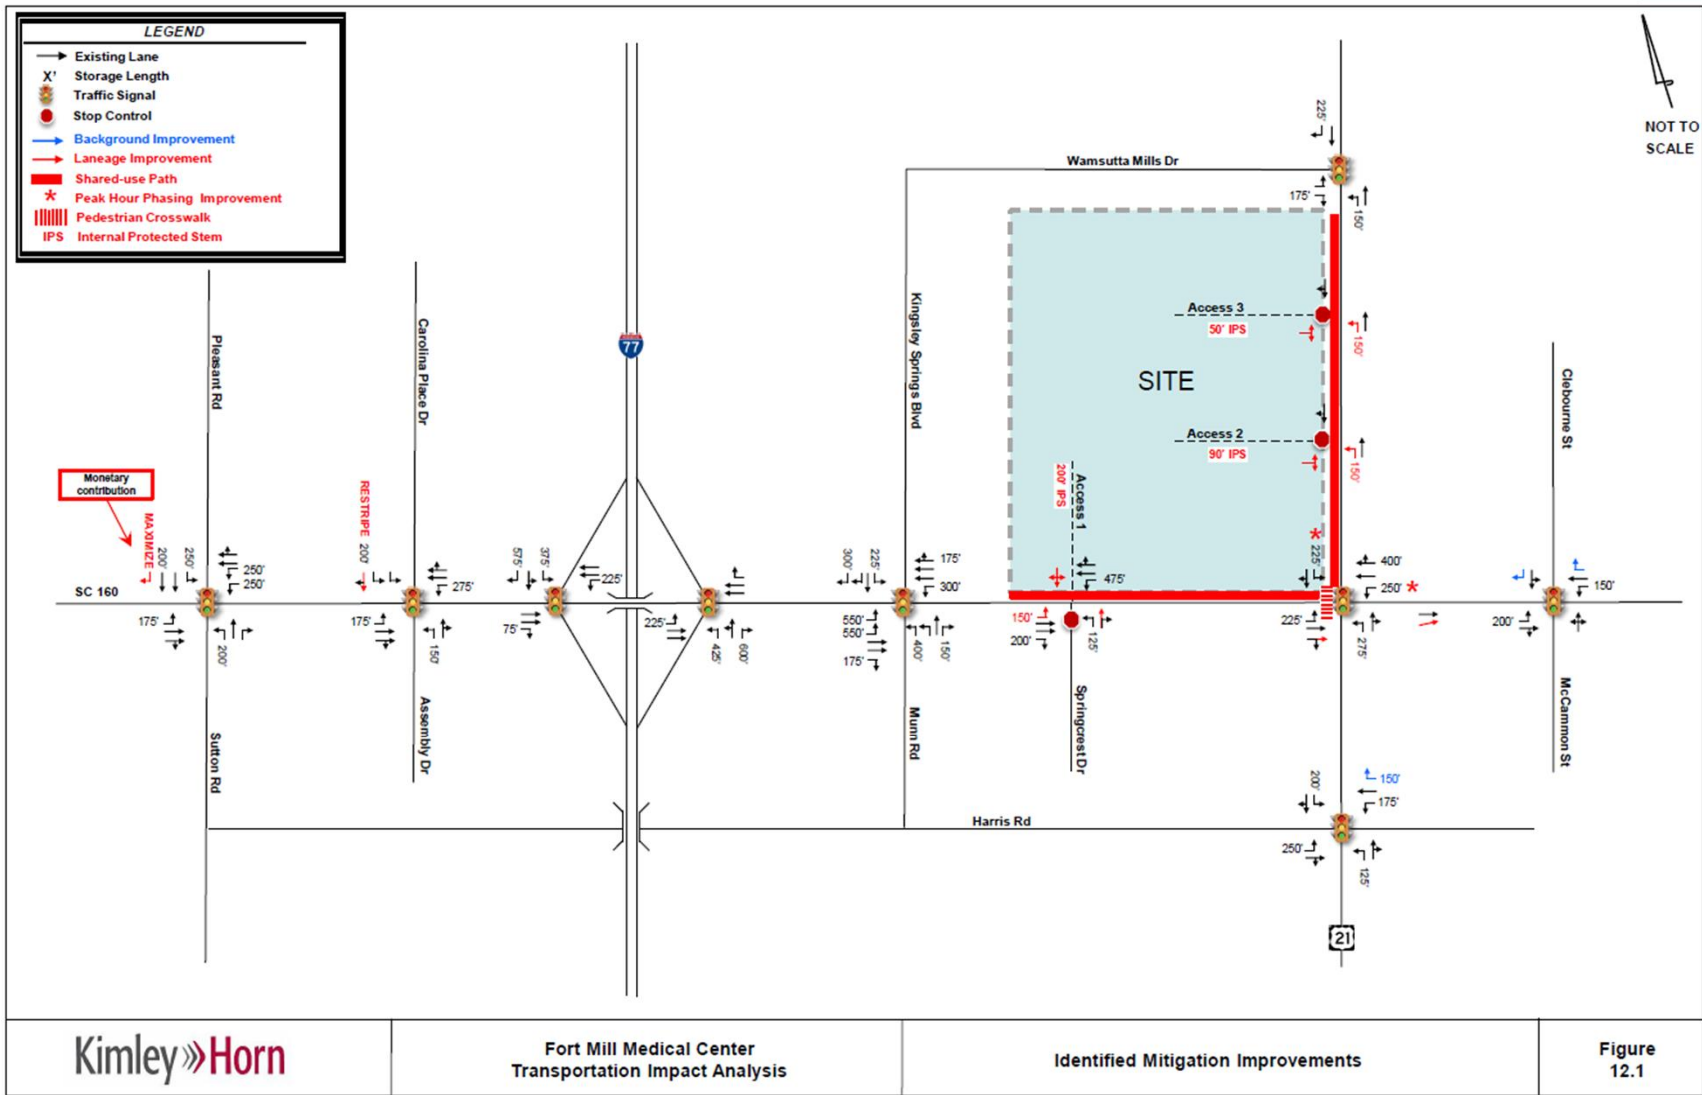 LEGEND
Existing Lane
X' Storage Length
Traffic Signal
Stop Control
Background Improvement
Laneage Improvement
Shared-use Path
* Peak Hour Phasing Improvement
Pedestrian Crosswalk
IPS Internal Protected Stem
NOT TO
SCALE
225'
Wamsutta Mills Dr
175'
150'
Pleasant Rd
Carolina Place Dr
77
Kingsley Springs Blvd
Access 3
50' IPS
150'
SITE
Access 2
90' IPS
150'
Access 1
200' IPS
Clebourne St
Monetary
contribution
MAXIMIZE
200'
250'
250'
250'
RESTRIPE
200'
275'
575'
375'
225'
300'
225'
175'
300'
475'
*
225'
400'
250'
*
150'
SC 160
175'
200'
175'
150'
75'
225'
425'
600'
550'
550'
175'
400'
150'
150'
200'
125'
225'
275'
200'
Sutton Rd
Assembly Dr
Munn Rd
Springcrest Dr
McCammon St
200'
150'
175'
Harris Rd
250'
125'
21
Kimley»Horn
Fort Mill Medical Center
Transportation Impact Analysis
Identified Mitigation Improvements
Figure
12.1